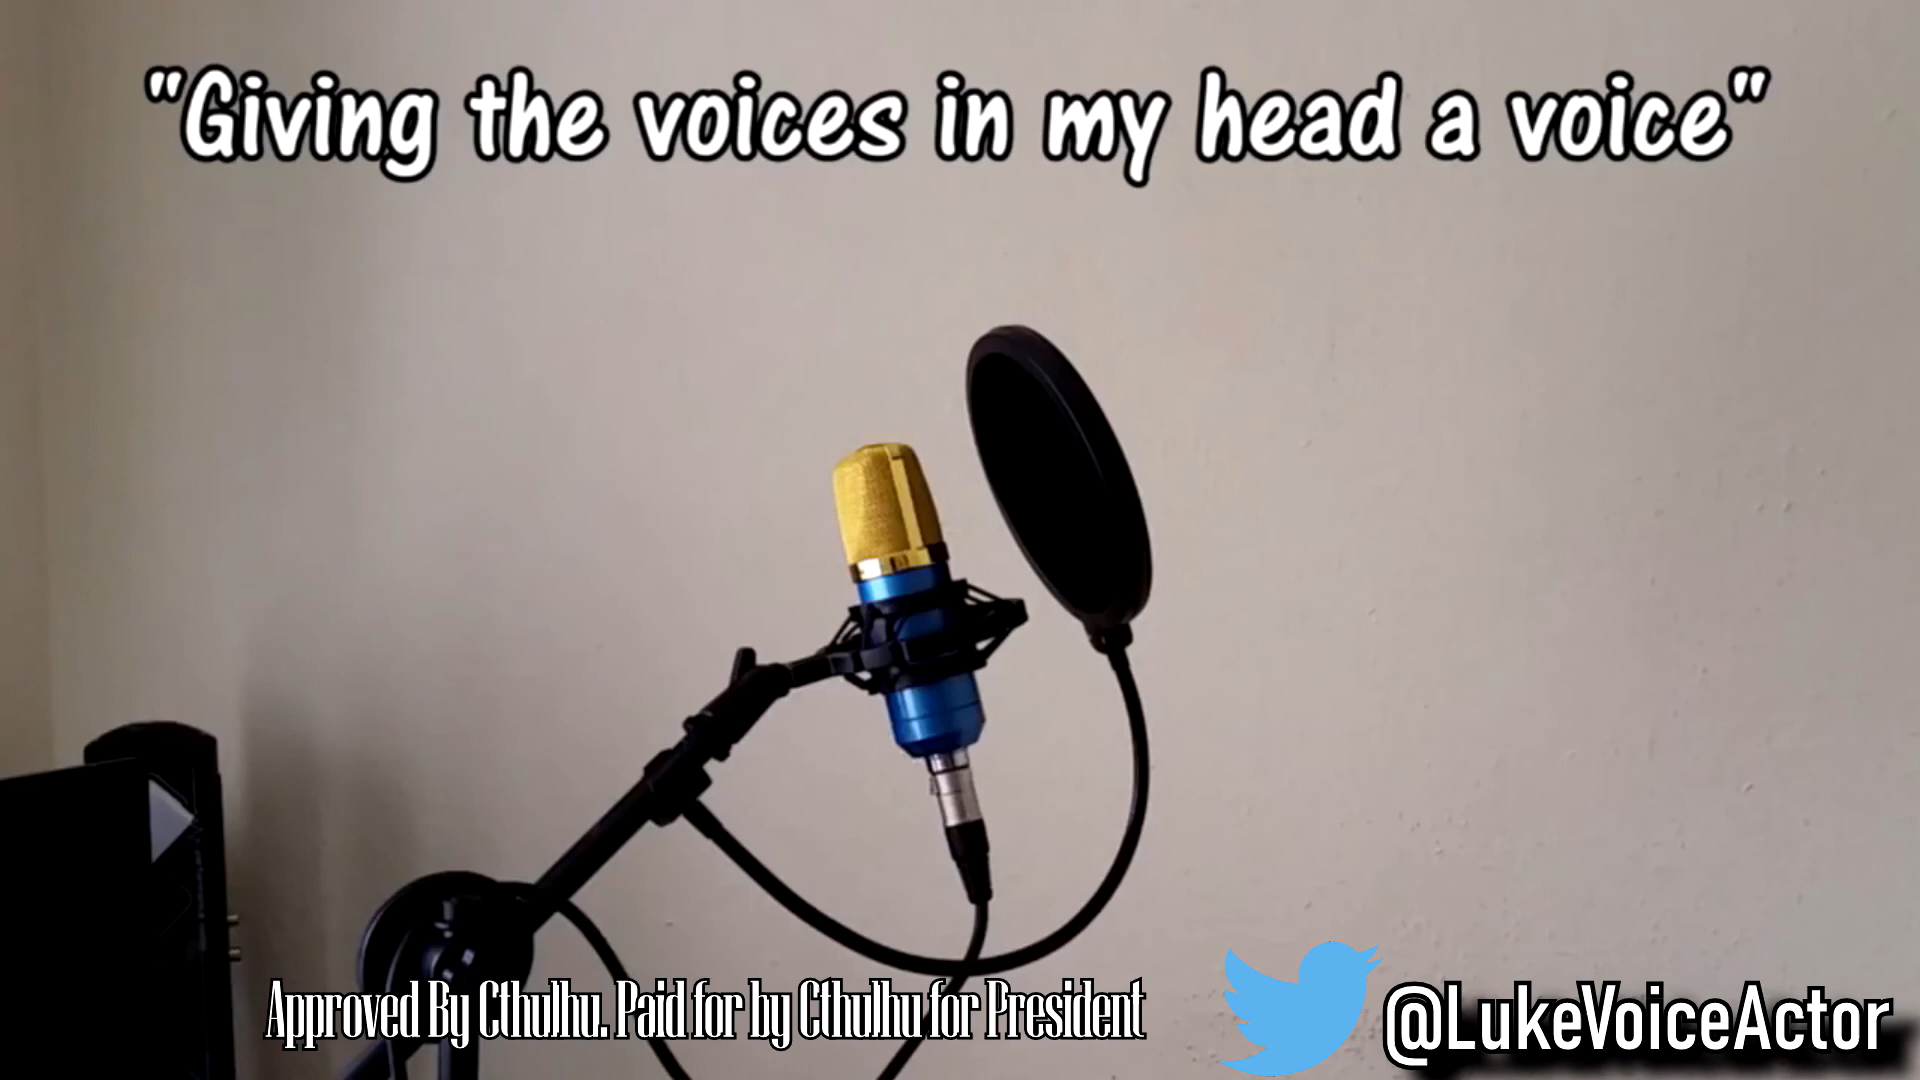 "Giving the voices in my head a voice"
Approved By Cthulhu. Paid for by Cthulhu for President
@LukeVoiceActor